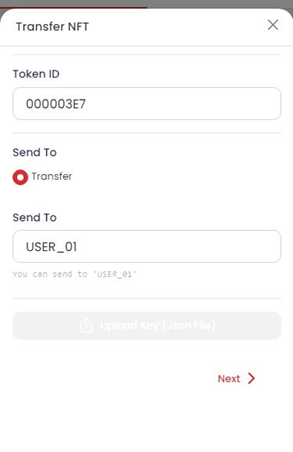 Transfer NFT
Token ID
000003E7
Send To
Transfer
Send To
USER_01
You can send to "USER_01"
Upload Key (Json File)
Next